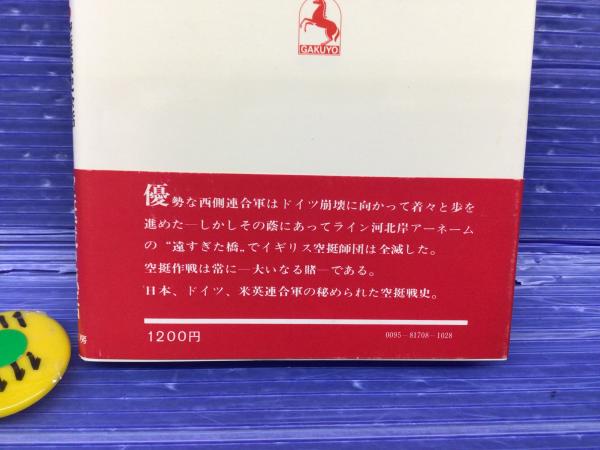 GAKUYO
優勢な西側連合軍はドイツ崩壊に向かって着々と歩を
進めた―しかしその蔭にあってライン河北岸アーネーム
の“遠すぎた橋„でイギリス空挺師団は全滅した。
空挺作戦は常に―大いなる賭―である。
日本、ドイツ、米英連合軍の秘められた空挺戦史。
1200円
0095-81708-1028
房